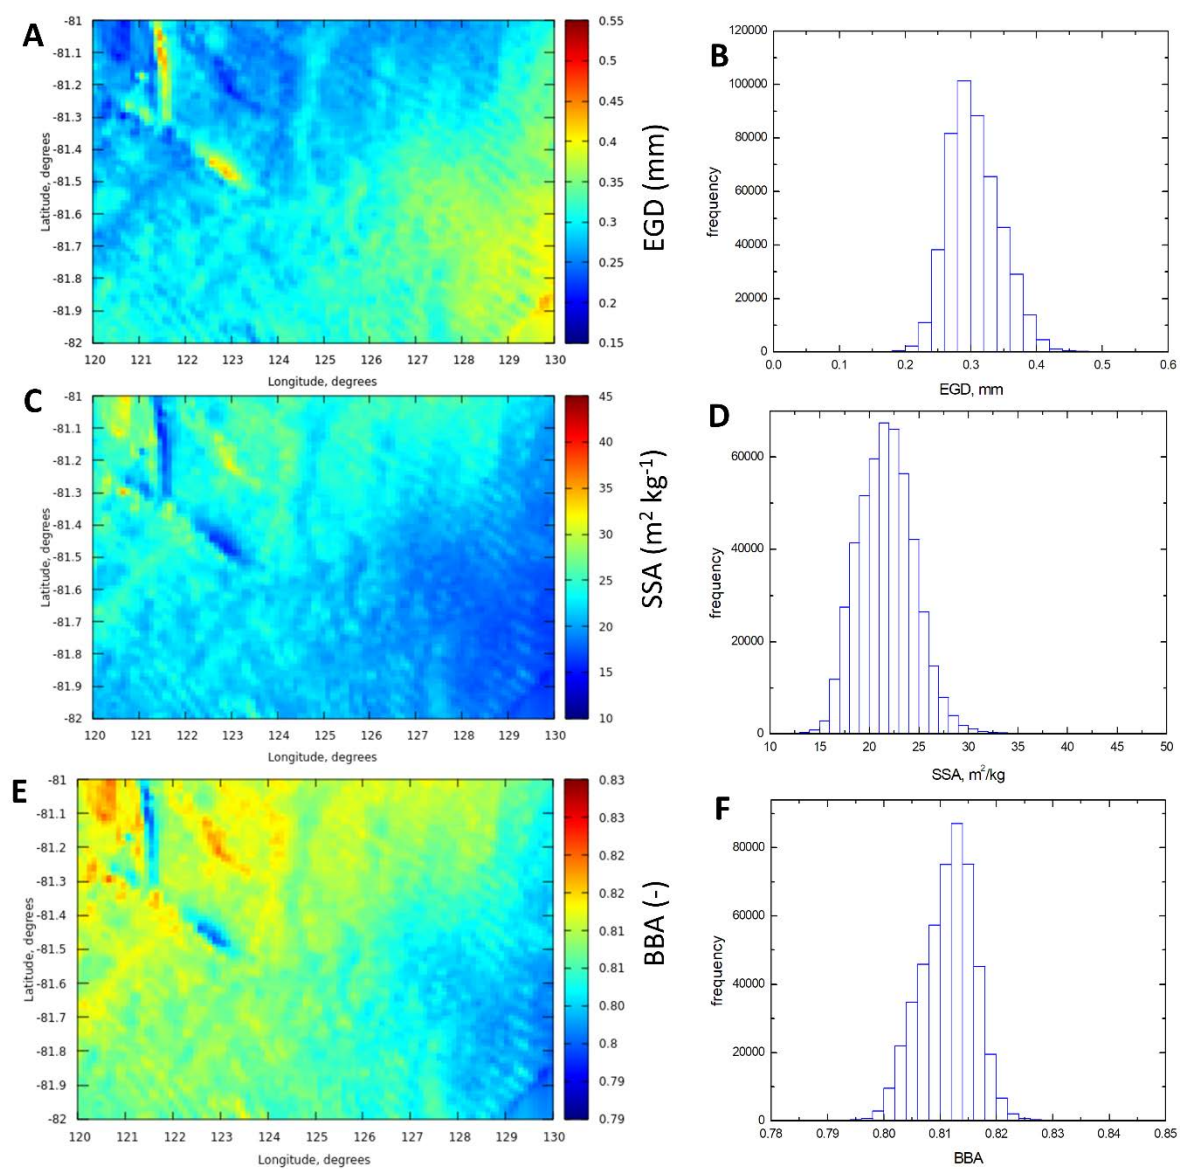 A
-81
-81.1
-81.2
-81.3
-81.4
-81.5
-81.6
-81.7
-81.8
-81.9
-82
Latitude, degrees
120 121 122 123 124 125 126 127 128 129 130
Longitude, degrees
0.55
0.5
0.45
0.4
0.35
0.3
0.25
0.2
0.15
EGD (mm)
B
120000
100000
80000
60000
40000
20000
0
frequency
0.0 0.1 0.2 0.3 0.4 0.5 0.6
EGD, mm
C
-81
-81.1
-81.2
-81.3
-81.4
-81.5
-81.6
-81.7
-81.8
-81.9
-82
Latitude, degrees
120 121 122 123 124 125 126 127 128 129 130
Longitude, degrees
45
40
35
30
25
20
15
10
SSA (m² kg⁻¹)
D
60000
40000
20000
0
frequency
10 15 20 25 30 35 40 45 50
SSA, m²/kg
E
-81
-81.1
-81.2
-81.3
-81.4
-81.5
-81.6
-81.7
-81.8
-81.9
-82
Latitude, degrees
120 121 122 123 124 125 126 127 128 129 130
Longitude, degrees
0.83
0.83
0.82
0.82
0.81
0.81
0.80
0.8
0.79
0.79
BBA (-)
F
80000
60000
40000
20000
0
frequency
0.78 0.79 0.80 0.81 0.82 0.83 0.84 0.85
BBA